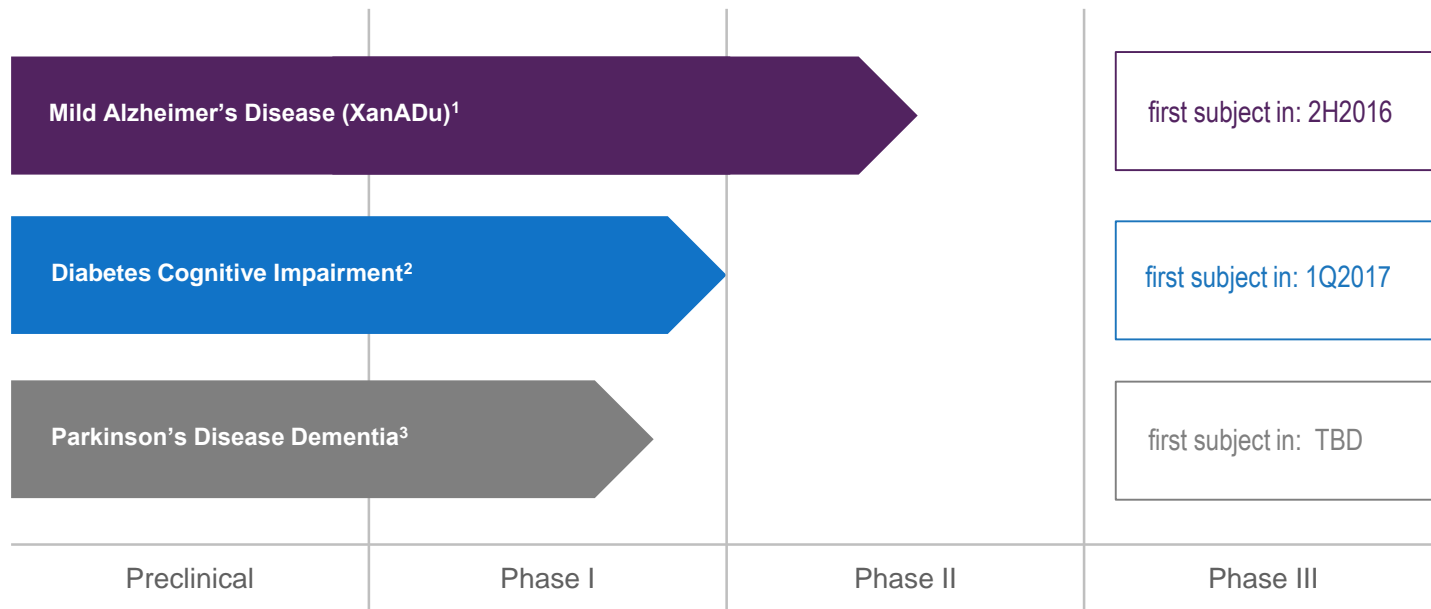 Mild Alzheimer’s Disease (XanADu)¹
first subject in: 2H2016
Diabetes Cognitive Impairment²
first subject in: 1Q2017
Parkinson’s Disease Dementia³
first subject in: TBD
Preclinical
Phase I
Phase II
Phase III